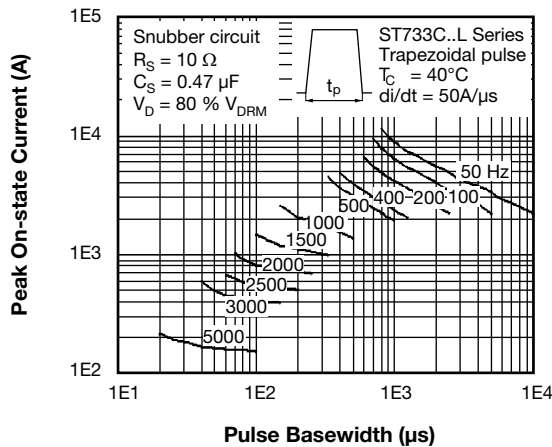 1E5
Snubber circuit
R_S = 10 Ω
C_S = 0.47 µF
V_D = 80 % V_DRM
t_p
ST733C..L Series
Trapezoidal pulse
T_C = 40°C
di/dt = 50A/µs
1E4
50 Hz
100
200
400
500
1000
1500
1E3
2000
2500
3000
5000
1E2
1E1
1E2
1E3
1E4
Peak On-state Current (A)
Pulse Basewidth (µs)